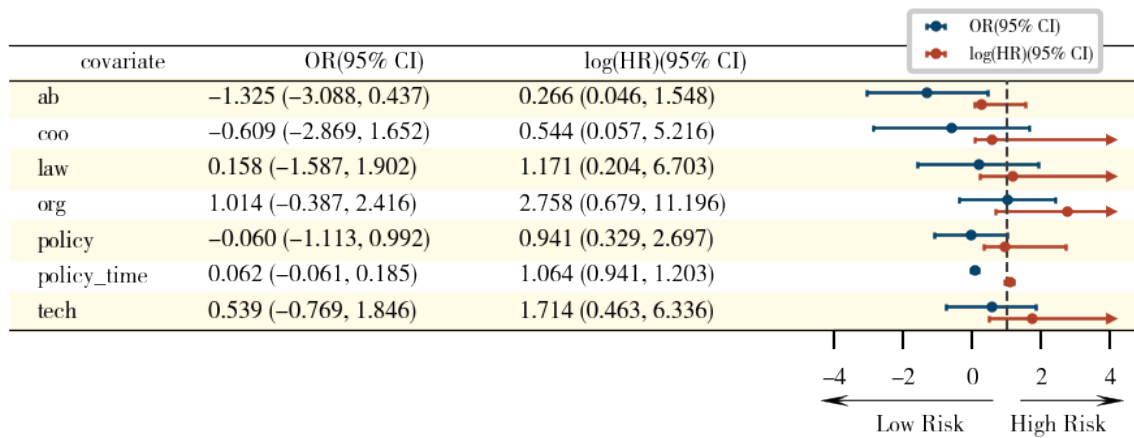 OR(95% CI)
log(HR)(95% CI)
covariate OR(95% CI) log(HR)(95% CI)
ab −1.325 (−3.088, 0.437) 0.266 (0.046, 1.548)
coo −0.609 (−2.869, 1.652) 0.544 (0.057, 5.216)
law 0.158 (−1.587, 1.902) 1.171 (0.204, 6.703)
org 1.014 (−0.387, 2.416) 2.758 (0.679, 11.196)
policy −0.060 (−1.113, 0.992) 0.941 (0.329, 2.697)
policy_time 0.062 (−0.061, 0.185) 1.064 (0.941, 1.203)
tech 0.539 (−0.769, 1.846) 1.714 (0.463, 6.336)
−4 −2 0 2 4
Low Risk High Risk